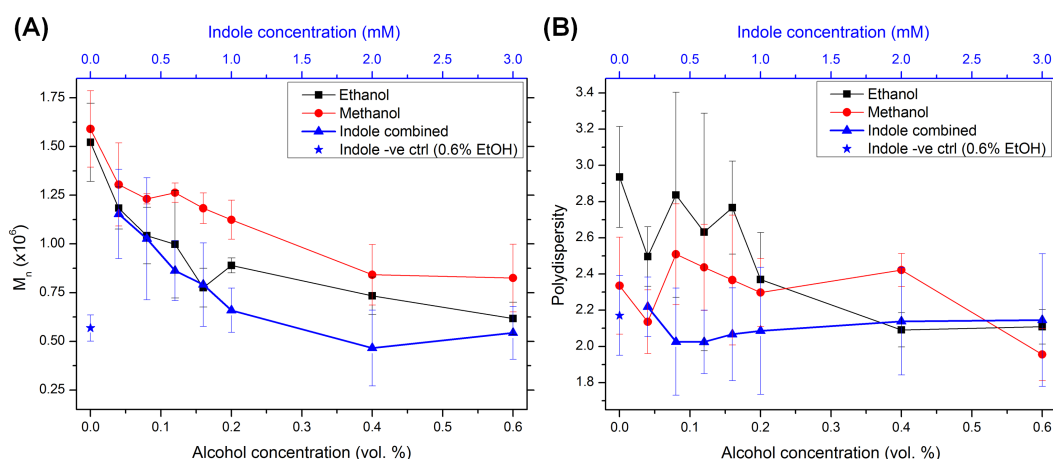 (A)
Indole concentration (mM)
0.0 0.5 1.0 1.5 2.0 2.5 3.0
Ethanol
Methanol
Indole combined
Indole -ve ctrl (0.6% EtOH)
1.75
1.50
1.25
1.00
0.75
0.50
0.25
Mn (x10⁶)
0.0 0.1 0.2 0.3 0.4 0.5 0.6
Alcohol concentration (vol. %)
(B)
Indole concentration (mM)
0.0 0.5 1.0 1.5 2.0 2.5 3.0
Ethanol
Methanol
Indole combined
Indole -ve ctrl (0.6% EtOH)
3.4
3.2
3.0
2.8
2.6
2.4
2.2
2.0
1.8
Polydispersity
0.0 0.1 0.2 0.3 0.4 0.5 0.6
Alcohol concentration (vol. %)